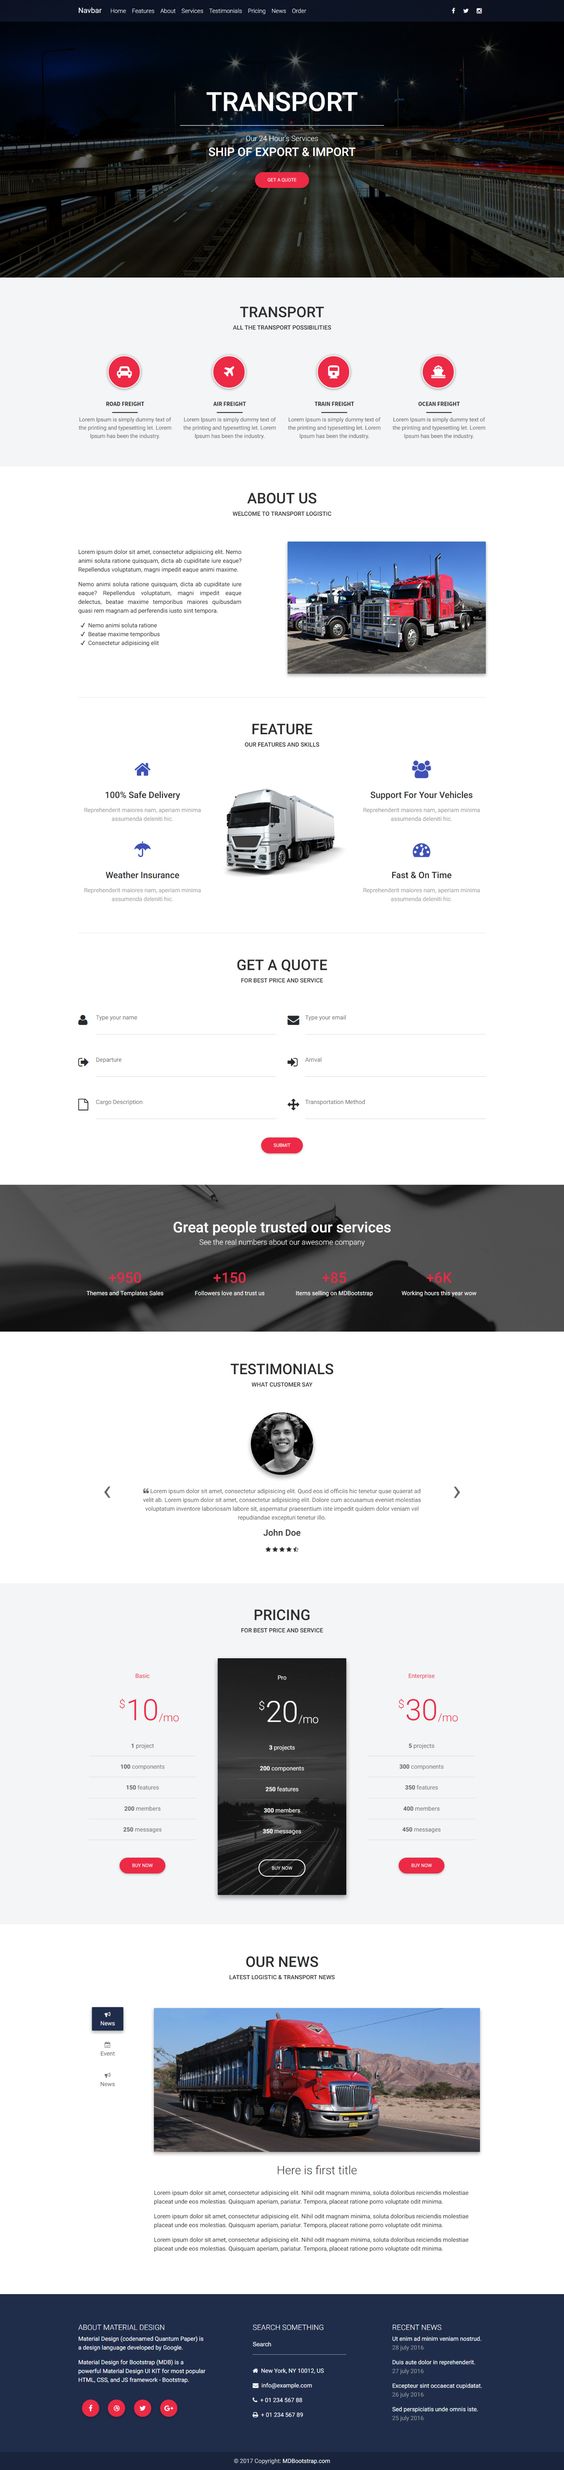 Navbar Home Features About Services Testimonials Pricing News Order
TRANSPORT
Our 24 Hour's Services
SHIP OF EXPORT & IMPORT
GET A QUOTE
TRANSPORT
ALL THE TRANSPORT POSSIBILITIES
ROAD FREIGHT
Lorem Ipsum is simply dummy text of
the printing and typesetting let. Lorem
Ipsum has been the industry.
AIR FREIGHT
Lorem Ipsum is simply dummy text of
the printing and typesetting let. Lorem
Ipsum has been the industry.
TRAIN FREIGHT
Lorem Ipsum is simply dummy text of
the printing and typesetting let. Lorem
Ipsum has been the industry.
OCEAN FREIGHT
Lorem Ipsum is simply dummy text of
the printing and typesetting let. Lorem
Ipsum has been the industry.
ABOUT US
WELCOME TO TRANSPORT LOGISTIC
Lorem ipsum dolor sit amet, consectetur adipisicing elit. Nemo
animi soluta ratione quisquam, dicta ab cupiditate iure eaque?
Repellendus voluptatum, magni impedit eaque animi maxime.
Nemo animi soluta ratione quisquam, dicta ab cupiditate iure
eaque? Repellendus voluptatum, magni impedit eaque
delectus, beatae maxime temporibus maiores quibusdam
quasi rem magnam ad perferendis iusto sint tempora.
✓ Nemo animi soluta ratione
✓ Beatae maxime temporibus
✓ Consectetur adipisicing elit
FEATURE
OUR FEATURES AND SKILLS
100% Safe Delivery
Reprehenderit maiores nam, aperiam minima
assumenda deleniti hic.
Weather Insurance
Reprehenderit maiores nam, aperiam minima
assumenda deleniti hic.
Support For Your Vehicles
Reprehenderit maiores nam, aperiam minima
assumenda deleniti hic.
Fast & On Time
Reprehenderit maiores nam, aperiam minima
assumenda deleniti hic.
GET A QUOTE
FOR BEST PRICE AND SERVICE
Type your name
Type your email
Departure
Arrival
Cargo Description
Transportation Method
SUBMIT
Great people trusted our services
See the real numbers about our awesome company
+950
Themes and Templates Sales
+150
Followers love and trust us
+85
Items selling on MDBootstrap
+6K
Working hours this year wow
TESTIMONIALS
WHAT CUSTOMER SAY
“ Lorem ipsum dolor sit amet, consectetur adipisicing elit. Quod eos id officiis hic tenetur quae quaerat ad
velit ab. Lorem ipsum dolor sit amet, consectetur adipisicing elit. Dolore cum accusamus eveniet molestias
voluptatum inventore laboriosam labore sit, aspernatur praesentium iste impedit quidem dolor veniam vel
repudiandae excepturi tenetur illo.
John Doe
PRICING
FOR BEST PRICE AND SERVICE
Basic
$10/mo
1 project
100 components
150 features
200 members
250 messages
BUY NOW
Pro
$20/mo
3 projects
200 components
250 features
300 members
350 messages
BUY NOW
Enterprise
$30/mo
5 projects
300 components
350 features
400 members
450 messages
BUY NOW
OUR NEWS
LATEST LOGISTIC & TRANSPORT NEWS
News
Event
News
Here is first title
Lorem ipsum dolor sit amet, consectetur adipisicing elit. Nihil odit magnam minima, soluta doloribus reiciendis molestiae
placeat unde eos molestias. Quisquam aperiam, pariatur. Tempora, placeat ratione porro voluptate odit minima.
Lorem ipsum dolor sit amet, consectetur adipisicing elit. Nihil odit magnam minima, soluta doloribus reiciendis molestiae
placeat unde eos molestias. Quisquam aperiam, pariatur. Tempora, placeat ratione porro voluptate odit minima.
Lorem ipsum dolor sit amet, consectetur adipisicing elit. Nihil odit magnam minima, soluta doloribus reiciendis molestiae
placeat unde eos molestias. Quisquam aperiam, pariatur. Tempora, placeat ratione porro voluptate odit minima.
ABOUT MATERIAL DESIGN
Material Design (codenamed Quantum Paper) is
a design language developed by Google.
Material Design for Bootstrap (MDB) is a
powerful Material Design UI KIT for most popular
HTML, CSS, and JS framework - Bootstrap.
SEARCH SOMETHING
Search
New York, NY 10012, US
info@example.com
+ 01 234 567 88
+ 01 234 567 89
RECENT NEWS
Ut enim ad minim veniam nostrud.
28 july 2016
Duis aute dolor in reprehenderit.
27 july 2016
Excepteur sint occaecat cupidatat.
26 july 2016
Sed perspiciatis unde omnis iste.
25 july 2016
© 2017 Copyright: MDBootstrap.com